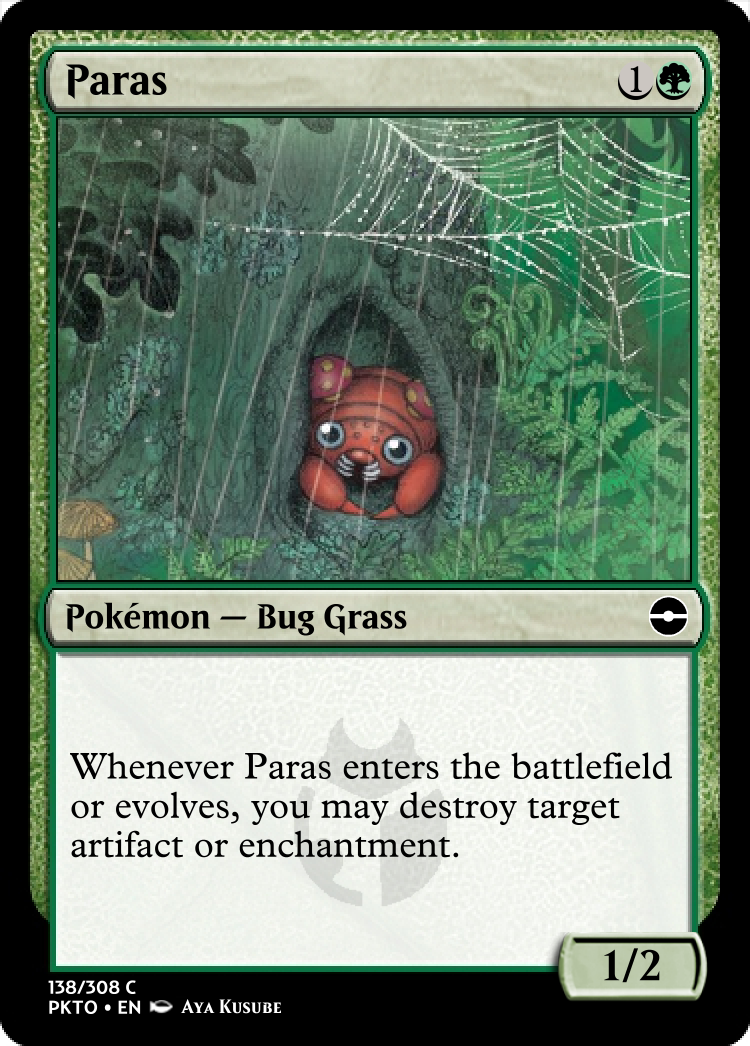 Paras 1
Pokémon — Bug Grass
Whenever Paras enters the battlefield
or evolves, you may destroy target
artifact or enchantment.
1/2
138/308 C
PKTO • EN Aya Kusube